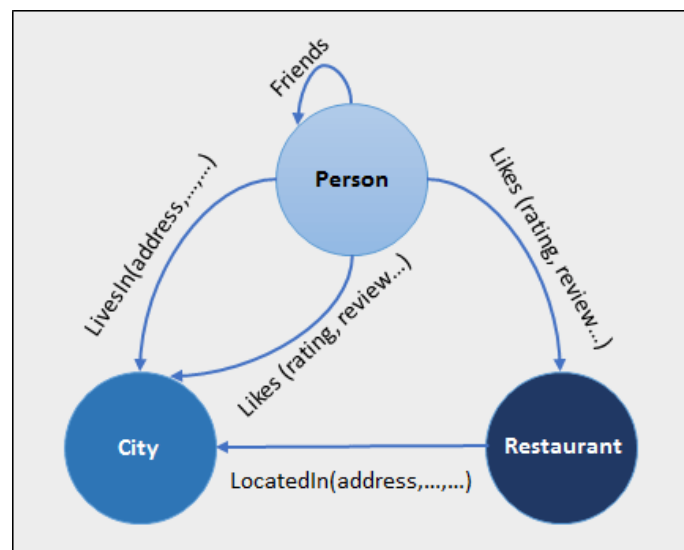 Friends
Person
LivesIn(address,...,...)
Likes (rating, review...)
Likes (rating, review...)
City
Restaurant
LocatedIn(address,...,...)